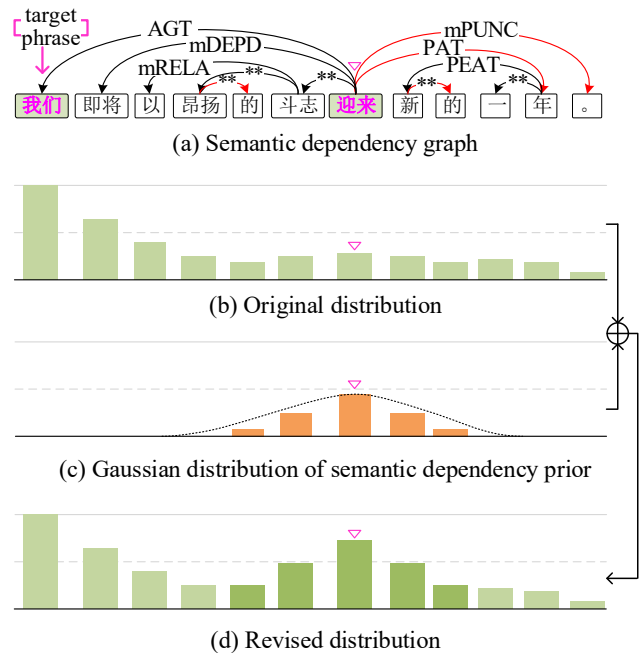 target
phrase
AGT
mPUNC
mDEPD
PAT
mRELA
PEAT
** ** ** ** **
我们 即将 以 昂扬 的 斗志 迎来 新 的 一 年 。
(a) Semantic dependency graph
(b) Original distribution
(c) Gaussian distribution of semantic dependency prior
(d) Revised distribution